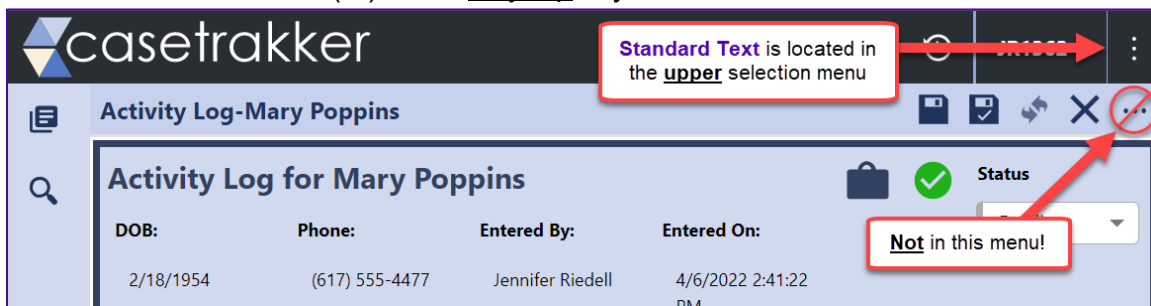 casetrakker
Standard Text is located in
the upper selection menu
Activity Log-Mary Poppins
Activity Log for Mary Poppins
Status
DOB:
Phone:
Entered By:
Entered On:
Not in this menu!
2/18/1954
(617) 555-4477
Jennifer Riedell
4/6/2022 2:41:22
PM